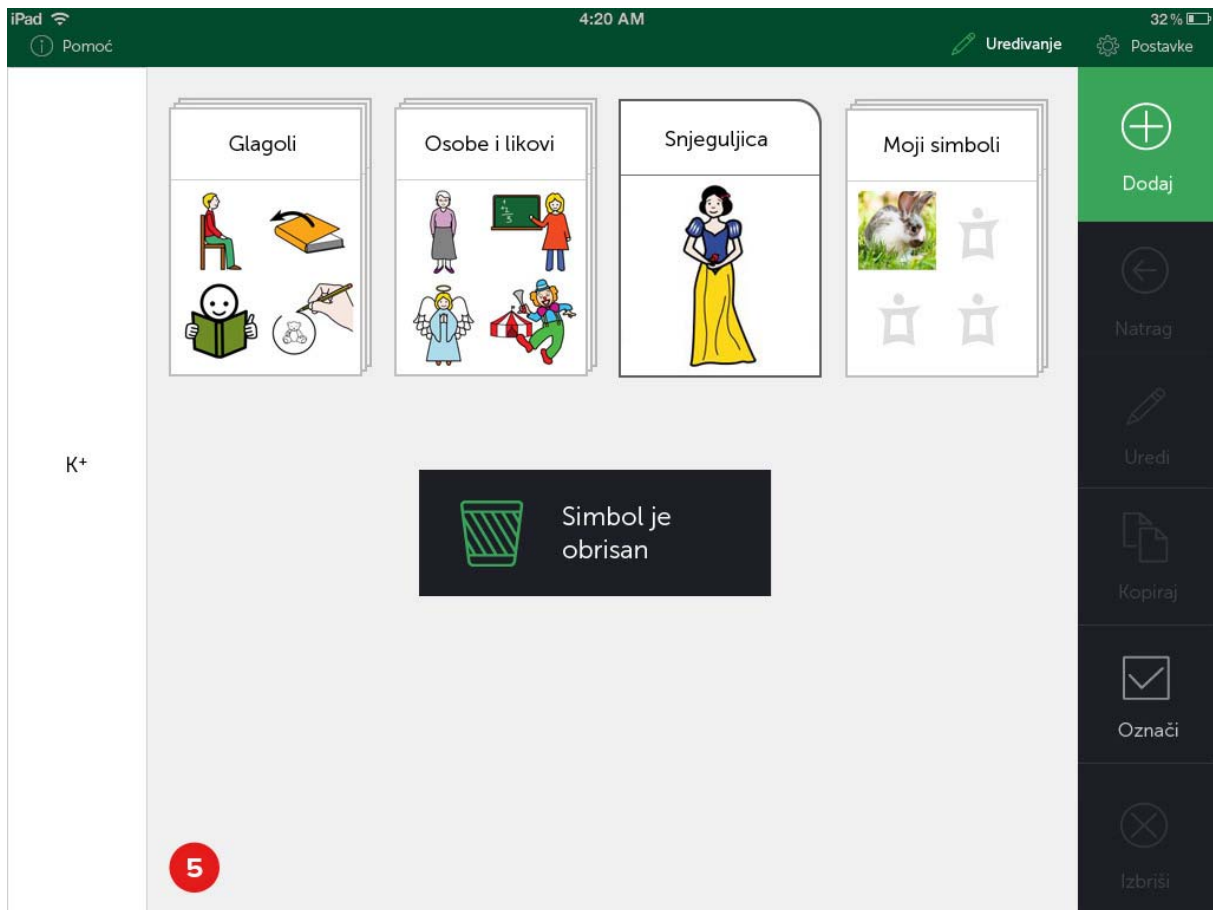 iPad 4:20 AM 32 %
Pomoć Uredivanje Postavke
Glagoli Osobe i likovi Snjeguljica Moji simboli
Dodaj
Natrag
Uredi
K+
Simbol je
obrisan
Kopiraj
Označi
5
Izbriši